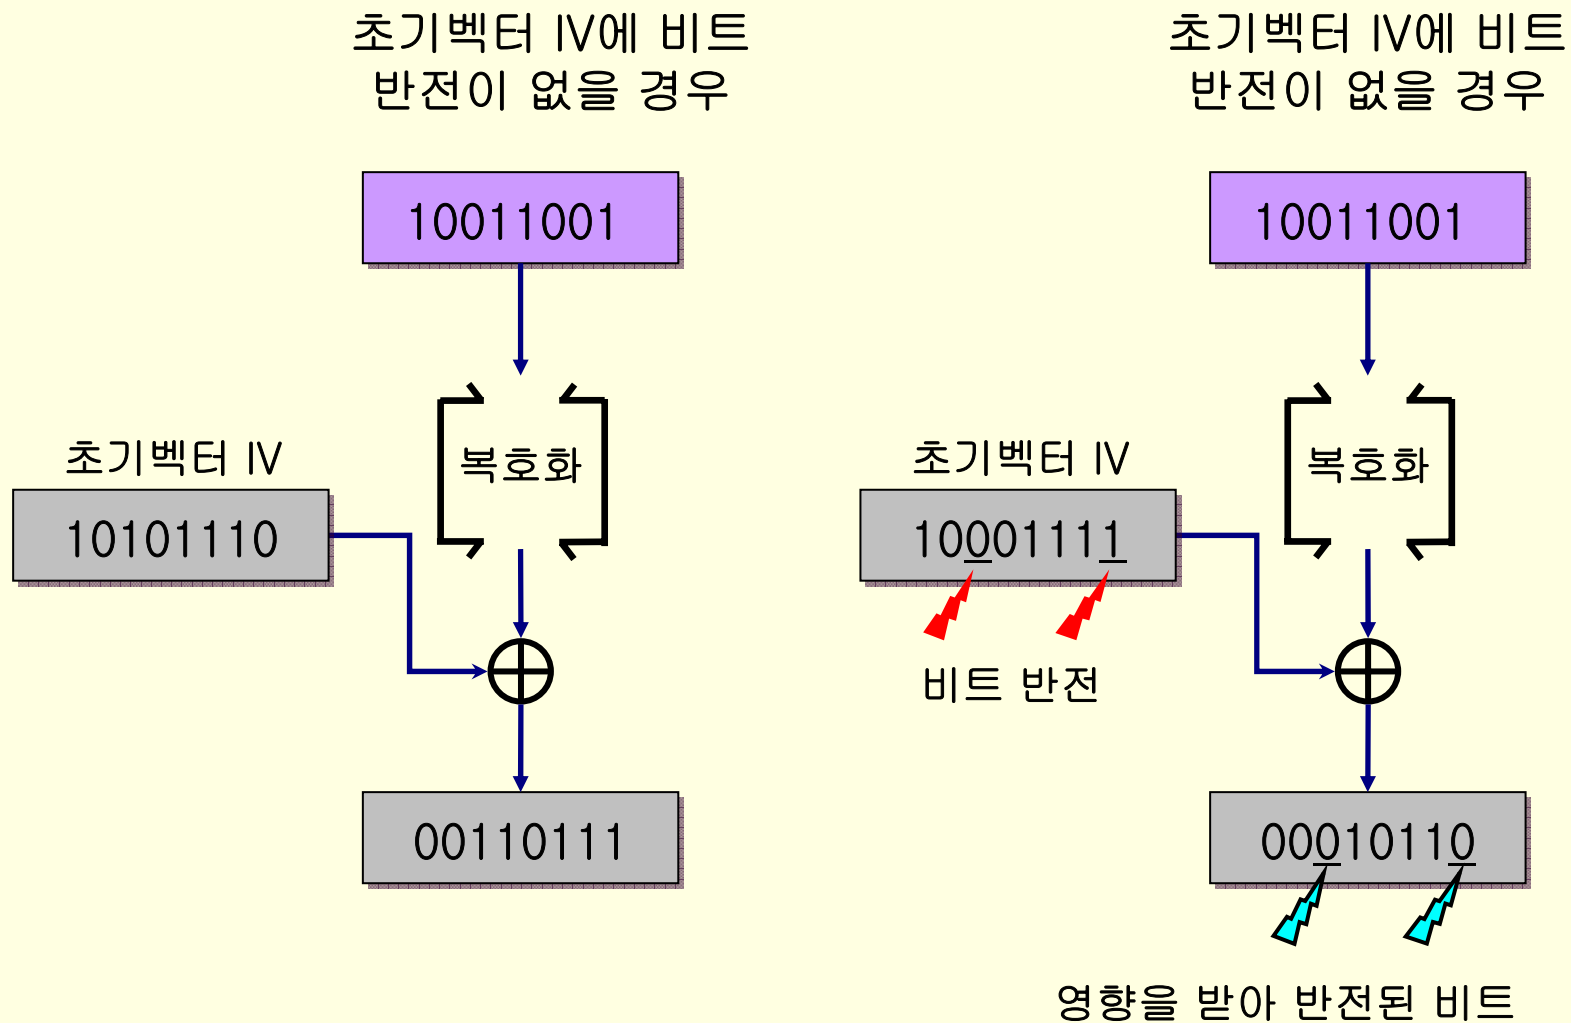 초기벡터 IV에 비트
반전이 없을 경우
10011001
복호화
초기벡터 IV
10101110
00110111
초기벡터 IV에 비트
반전이 없을 경우
10011001
복호화
초기벡터 IV
10001111
비트 반전
00010110
영향을 받아 반전된 비트